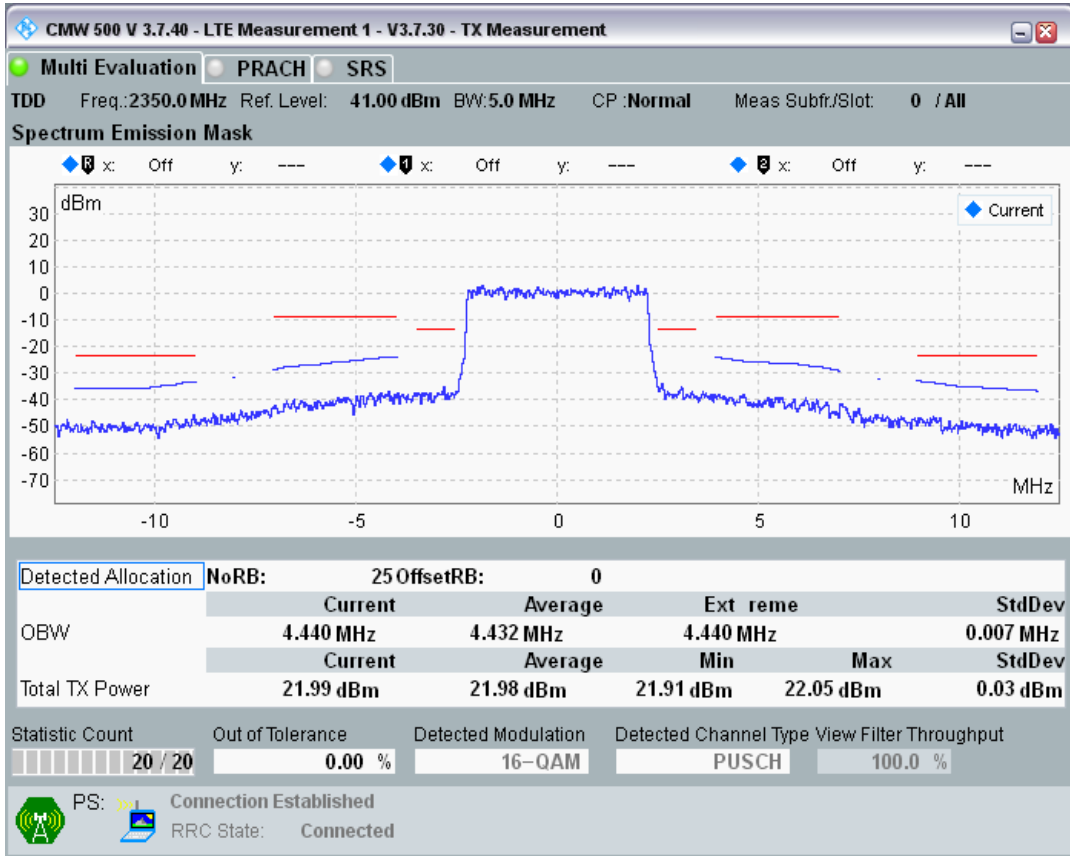 CMW 500 V 3.7.40 - LTE Measurement 1 - V3.7.30 - TX Measurement
Multi Evaluation PRACH SRS
TDD Freq.:2350.0 MHz Ref. Level: 41.00 dBm BW:5.0 MHz CP :Normal Meas Subfr./Slot: 0 / All
Spectrum Emission Mask
R x: Off y: --- 1 x: Off y: --- 2 x: Off y: ---
dBm
Current
30
20
10
0
-10
-20
-30
-40
-50
-60
-70
MHz
-10 -5 0 5 10
Detected Allocation NoRB: 25 OffsetRB: 0
Current Average Ext reme StdDev
OBW 4.440 MHz 4.432 MHz 4.440 MHz 0.007 MHz
Current Average Min Max StdDev
Total TX Power 21.99 dBm 21.98 dBm 21.91 dBm 22.05 dBm 0.03 dBm
Statistic Count Out of Tolerance Detected Modulation Detected Channel Type View Filter Throughput
20 / 20 0.00 % 16-QAM PUSCH 100.0 %
PS: Connection Established
RRC State: Connected